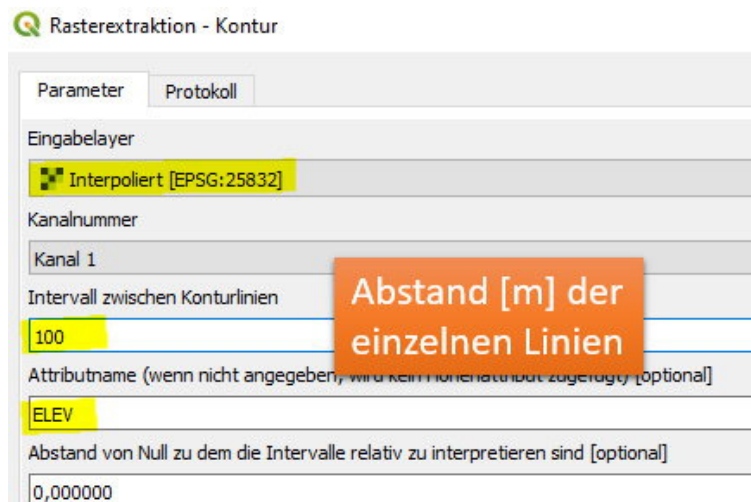 Rasterextraktion - Kontur
Parameter Protokoll
Eingabelayer
Interpoliert [EPSG:25832]
Kanalnummer
Kanal 1
Intervall zwischen Konturlinien
100
Abstand [m] der
einzelnen Linien
Attributname (wenn nicht angegeben, wird kein Höhenattribut zugefügt) [optional]
ELEV
Abstand von Null zu dem die Intervalle relativ zu interpretieren sind [optional]
0,000000